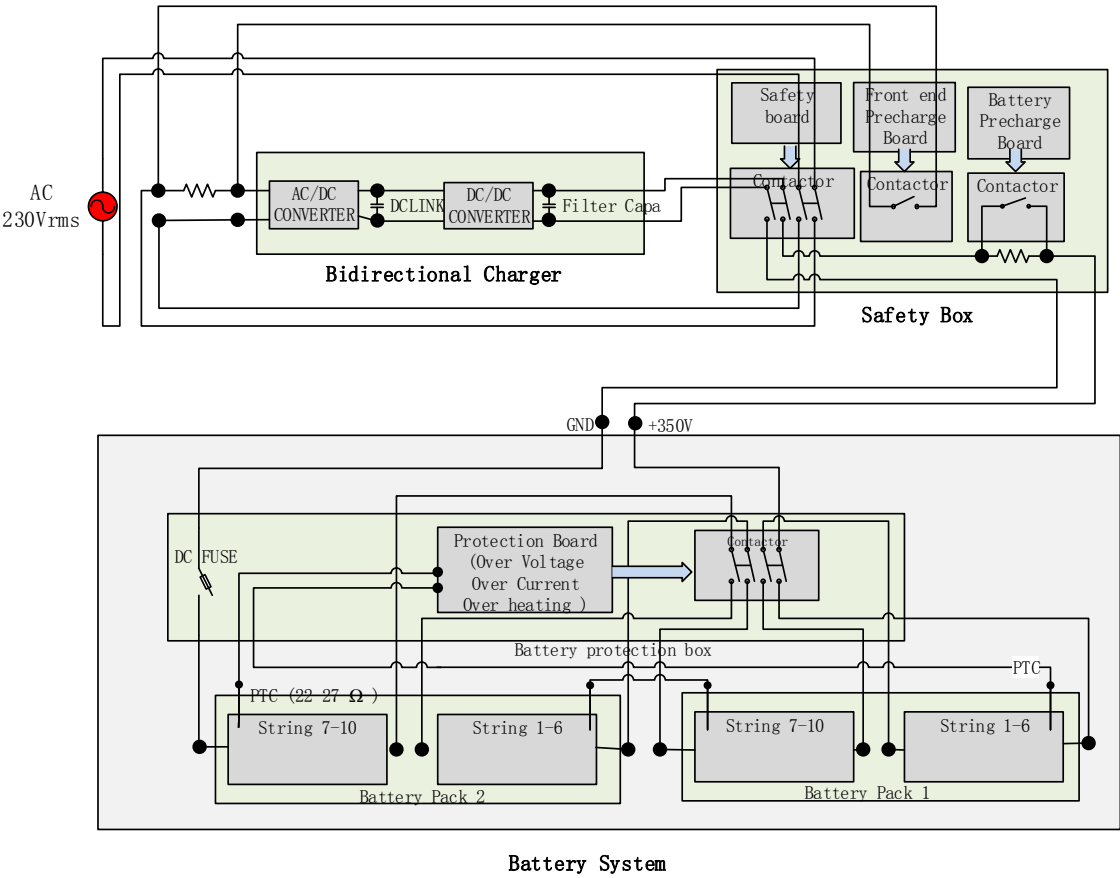 AC
230Vrms
AC/DC
CONVERTER
DCLINK
DC/DC
CONVERTER
Filter Capa
Bidirectional Charger
Safety
board
Front end
Precharge
Board
Battery
Precharge
Board
Contactor
Contactor
Contactor
Safety Box
GND
+350V
DC FUSE
Protection Board
(Over Voltage
Over Current
Over heating )
Contactor
Battery protection box
PTC
PTC (22 27 Ω )
String 7-10
String 1-6
String 7-10
String 1-6
Battery Pack 2
Battery Pack 1
Battery System